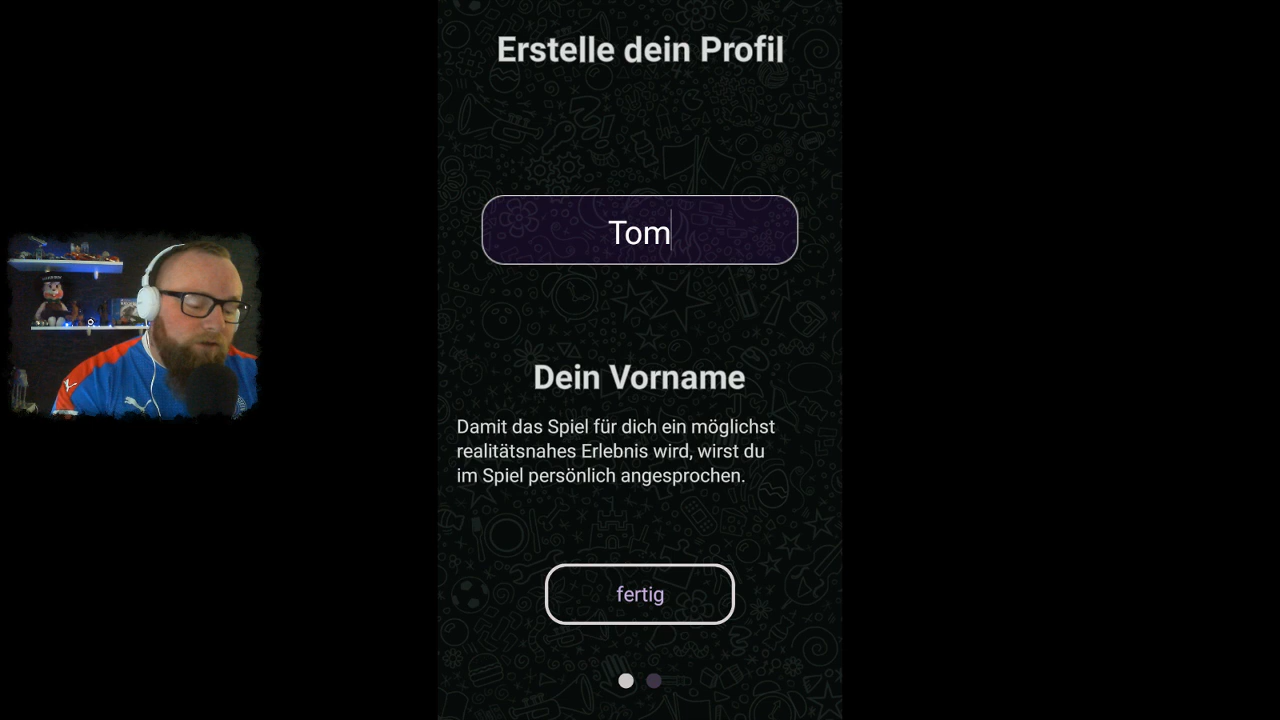 Erstelle dein Profil
Tom
Dein Vorname
Damit das Spiel für dich ein möglichst
realitätsnahes Erlebnis wird, wirst du
im Spiel persönlich angesprochen.
fertig